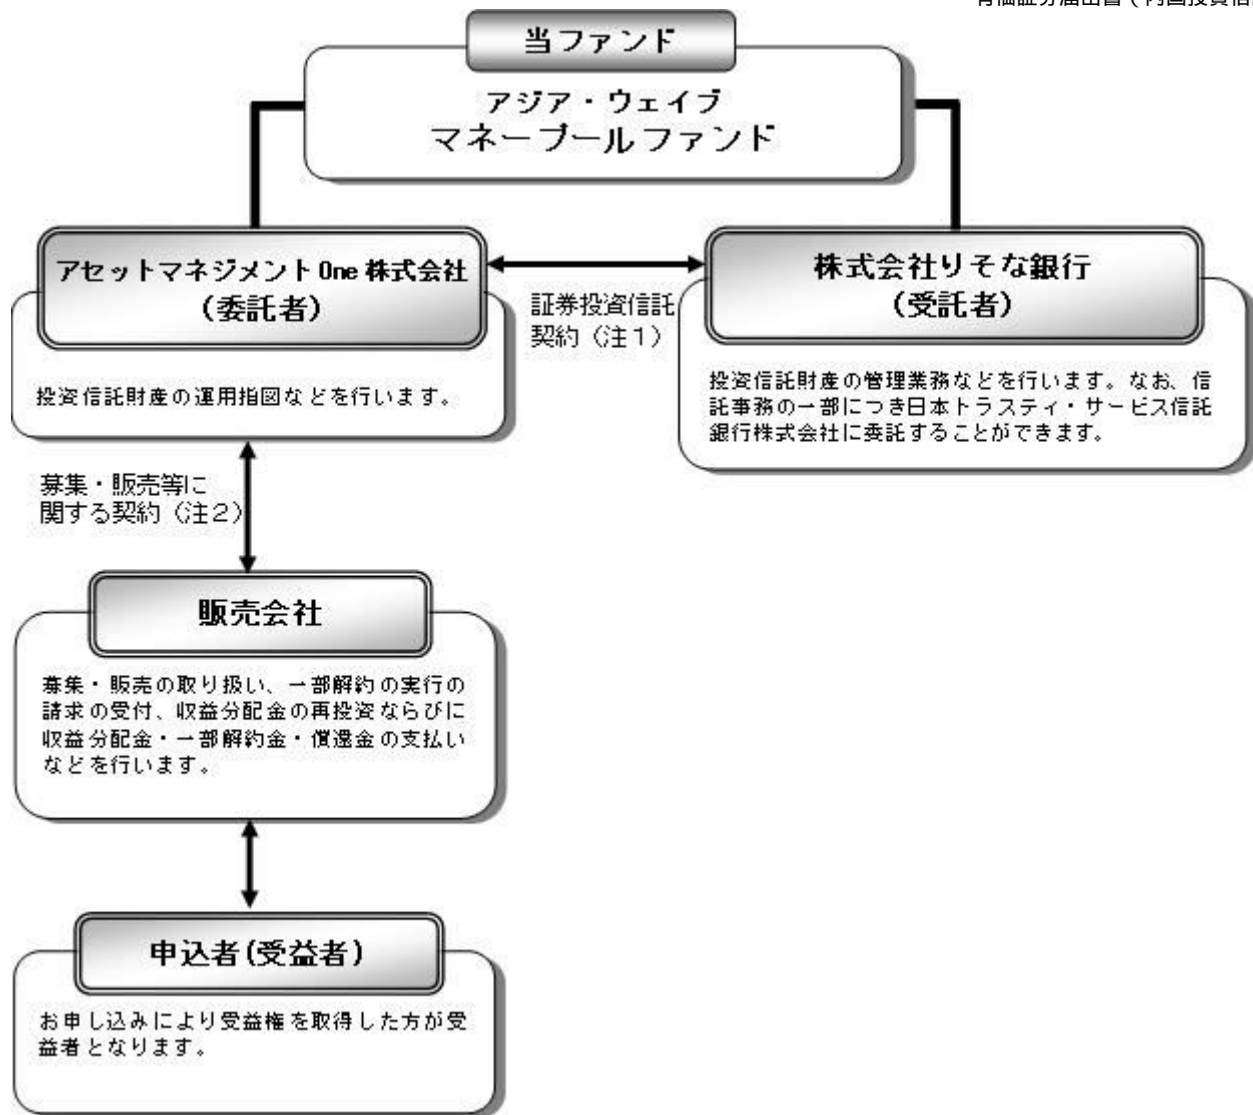 当ファンド
アジア・ウェイブ
マネープールファンド
アセットマネジメントOne 株式会社
(委託者)
株式会社りそな銀行
(受託者)
証券投資信託
契約（注１）
投資信託財産の運用指図などを行います。
投資信託財産の管理業務などを行います。なお、信
託事務の一部につき日本トラスティ・サービス信託
銀行株式会社に委託することができます。
募集・販売等に
関する契約（注２）
販売会社
募集・販売の取り扱い、一部解約の実行の
請求の受付、収益分配金の再投資ならびに
収益分配金・一部解約金・償還金の支払い
などを行います。
申込者(受益者)
お申し込みにより受益権を取得した方が受
益者となります。